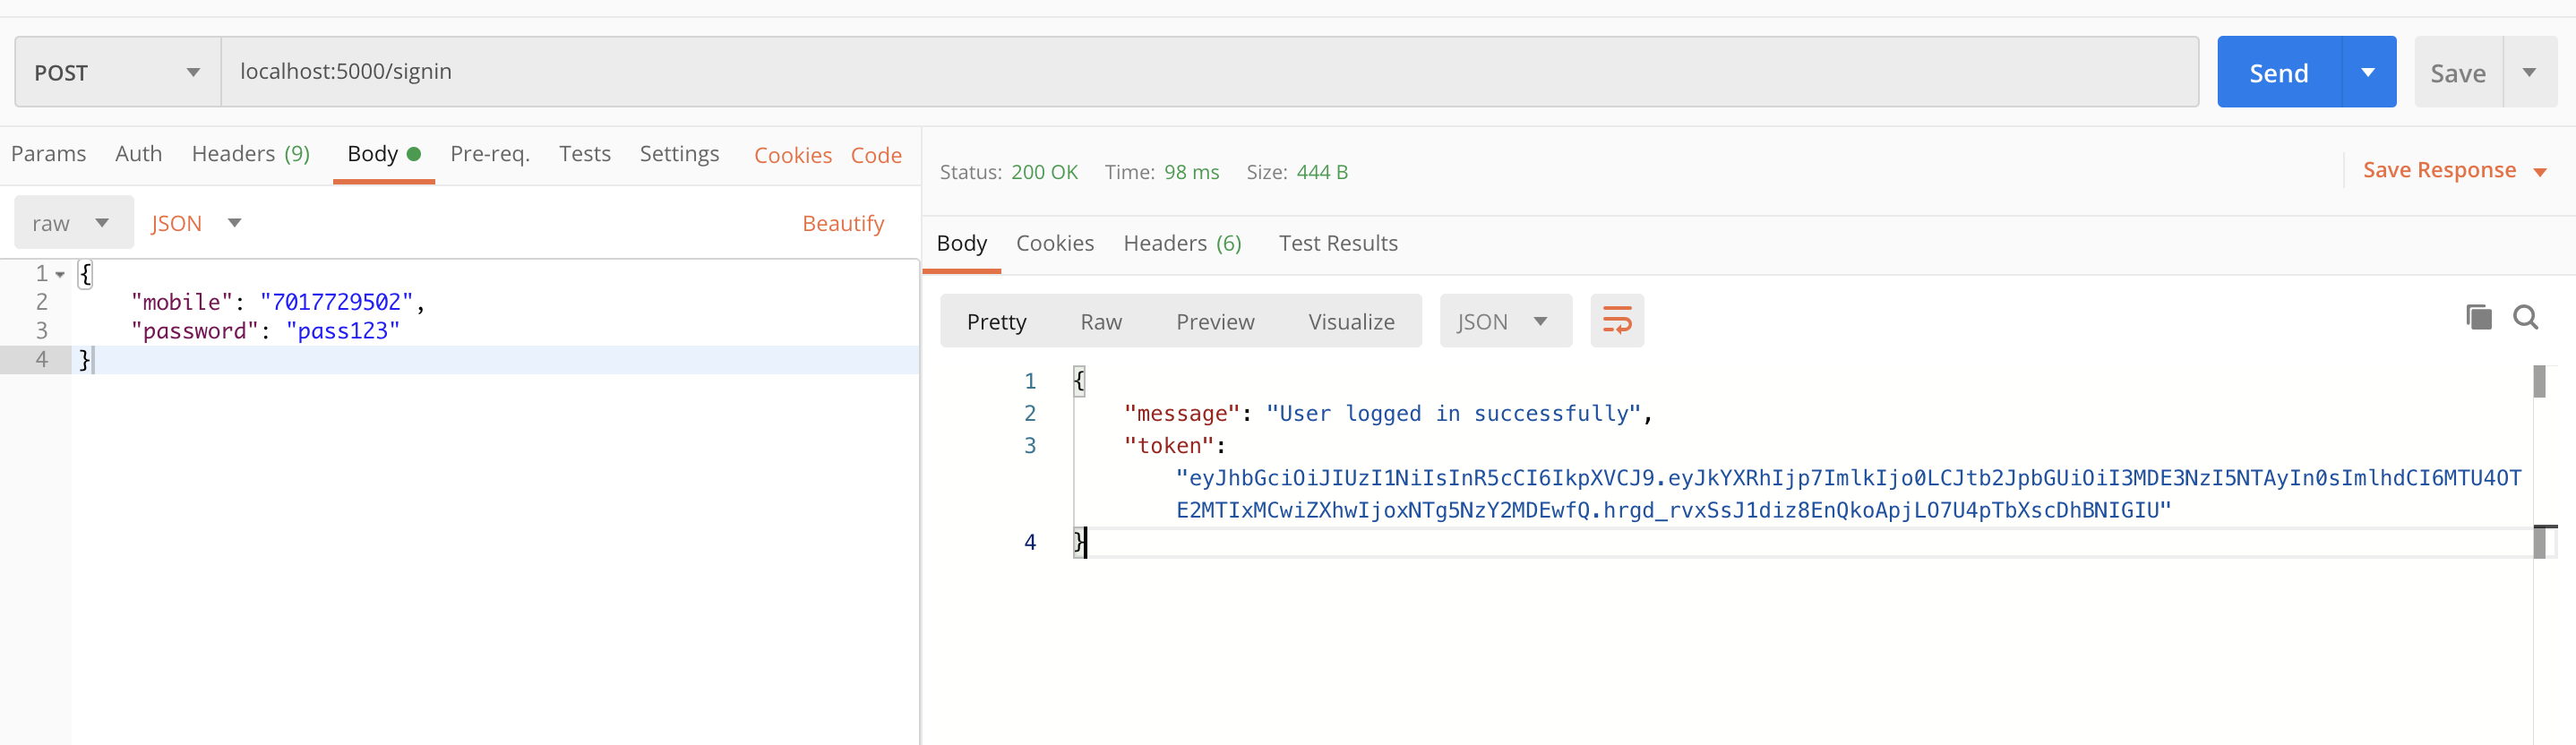 POST localhost:5000/signin Send Save
Params Auth Headers (9) Body Pre-req. Tests Settings Cookies Code
raw JSON Beautify
1 {
2 "mobile": "7017729502",
3 "password": "pass123"
4 }
Status: 200 OK Time: 98 ms Size: 444 B Save Response
Body Cookies Headers (6) Test Results
Pretty Raw Preview Visualize JSON
1 {
2 "message": "User logged in successfully",
3 "token":
"eyJhbGciOiJIUzI1NiIsInR5cCI6IkpXVCJ9.eyJkYXRhIjp7ImlkIjo0LCJtb2JpbGUiOiI3MDE3NzI5NTAyIn0sImlhdCI6MTU4OT
E2MTIxMCwiZXhwIjoxNTg5NzY2MDEwfQ.hrgd_rvxSsJ1diz8EnQkoApjLO7U4pTbXscDhBNIGIU"
4 }